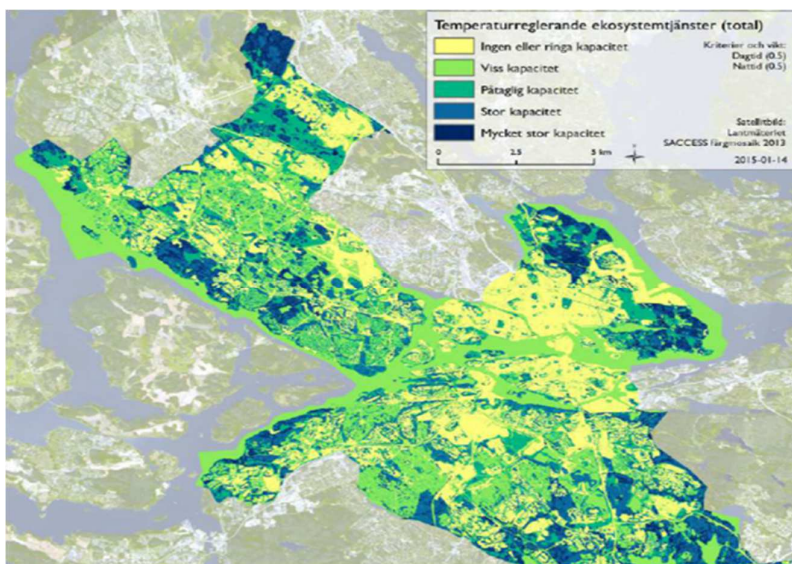 Temperaturreglerande ekosystemtjänster (total)
Ingen eller ringa kapacitet
Viss kapacitet
Påtaglig kapacitet
Stor kapacitet
Mycket stor kapacitet
Kriterier och vikt:
Dagtid (0.5)
Nattid (0.5)
0 2.5 5 km
Satellitbild:
Lantmäteriet
SACCESS färgmosaik 2013
2015-01-14